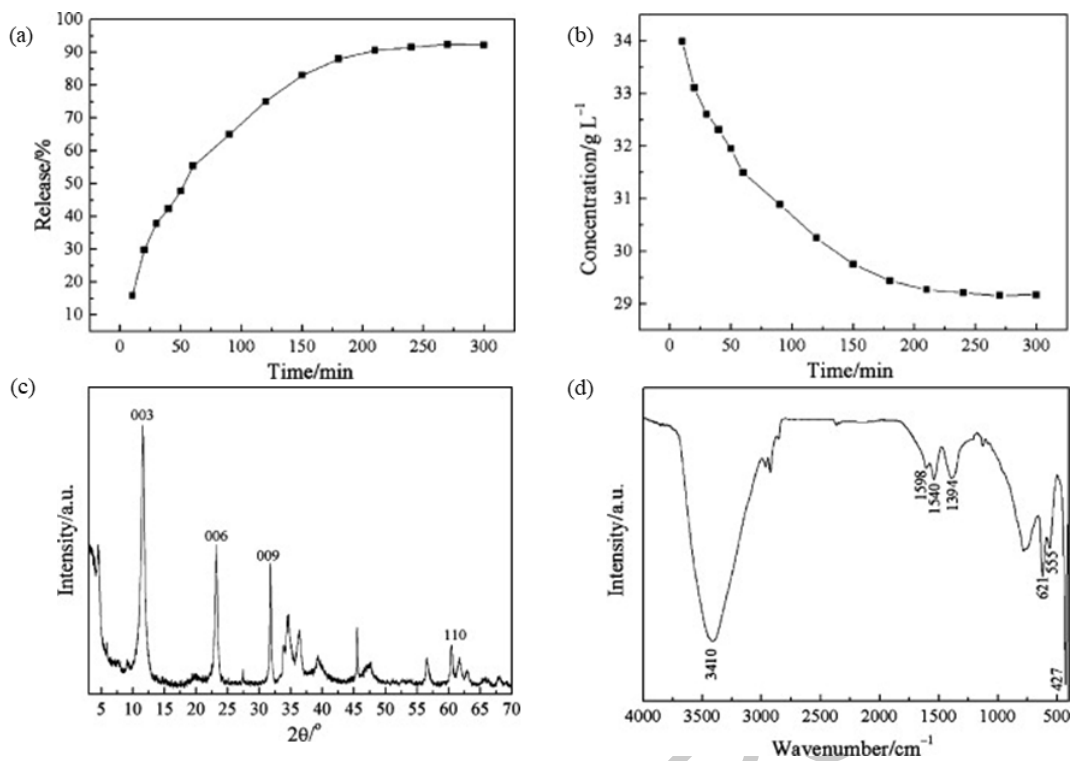 (a)
100
90
80
70
60
50
40
30
20
10
Release/%
0 50 100 150 200 250 300
Time/min
(b)
34
33
32
31
30
29
Concentration/g L⁻¹
0 50 100 150 200 250 300
Time/min
(c)
003
006
009
110
Intensity/a.u.
5 10 15 20 25 30 35 40 45 50 55 60 65 70
2θ/°
(d)
Intensity/a.u.
3410
1598
1540
1394
621
555
427
4000 3500 3000 2500 2000 1500 1000 500
Wavenumber/cm⁻¹